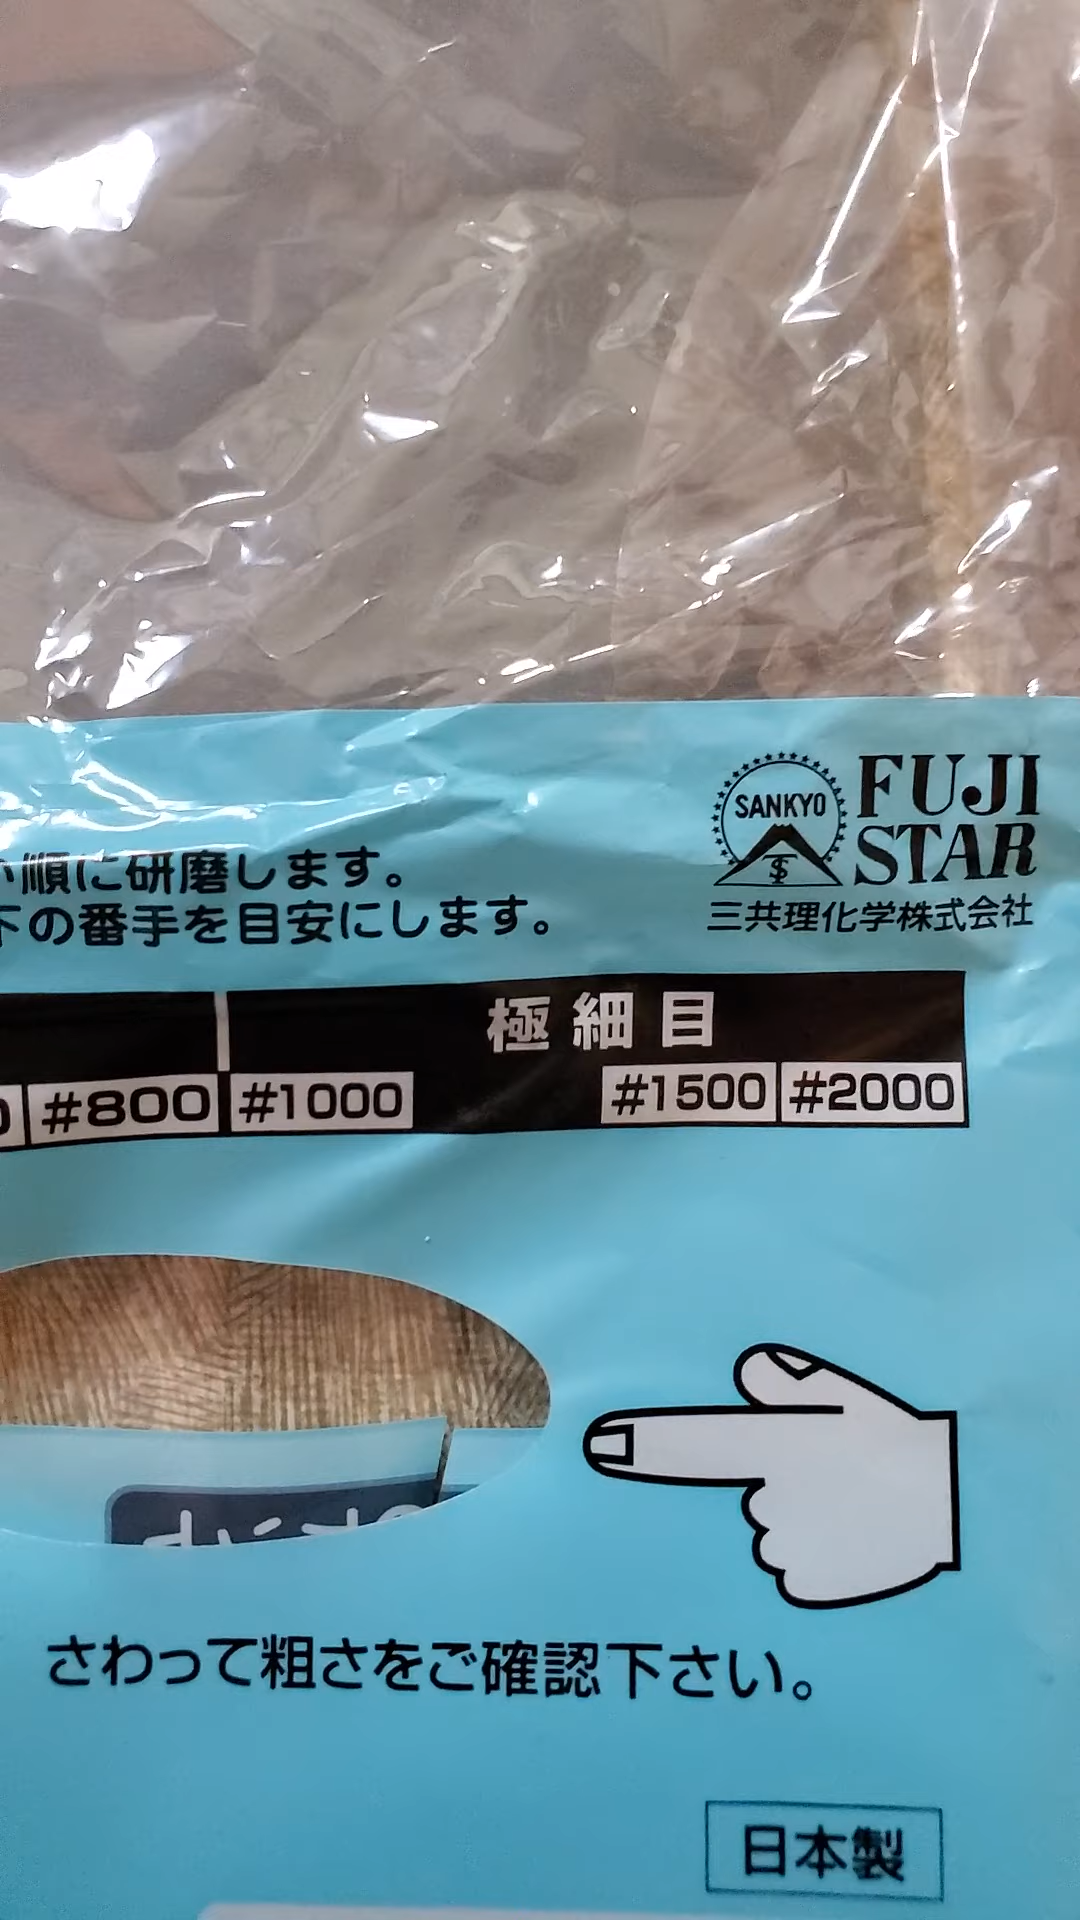 SANKYO
FUJI
STAR
三共理化学株式会社
順に研磨します。
下の番手を目安にします。
極細目
#800 #1000 #1500 #2000
さわって粗さをご確認下さい。
日本製